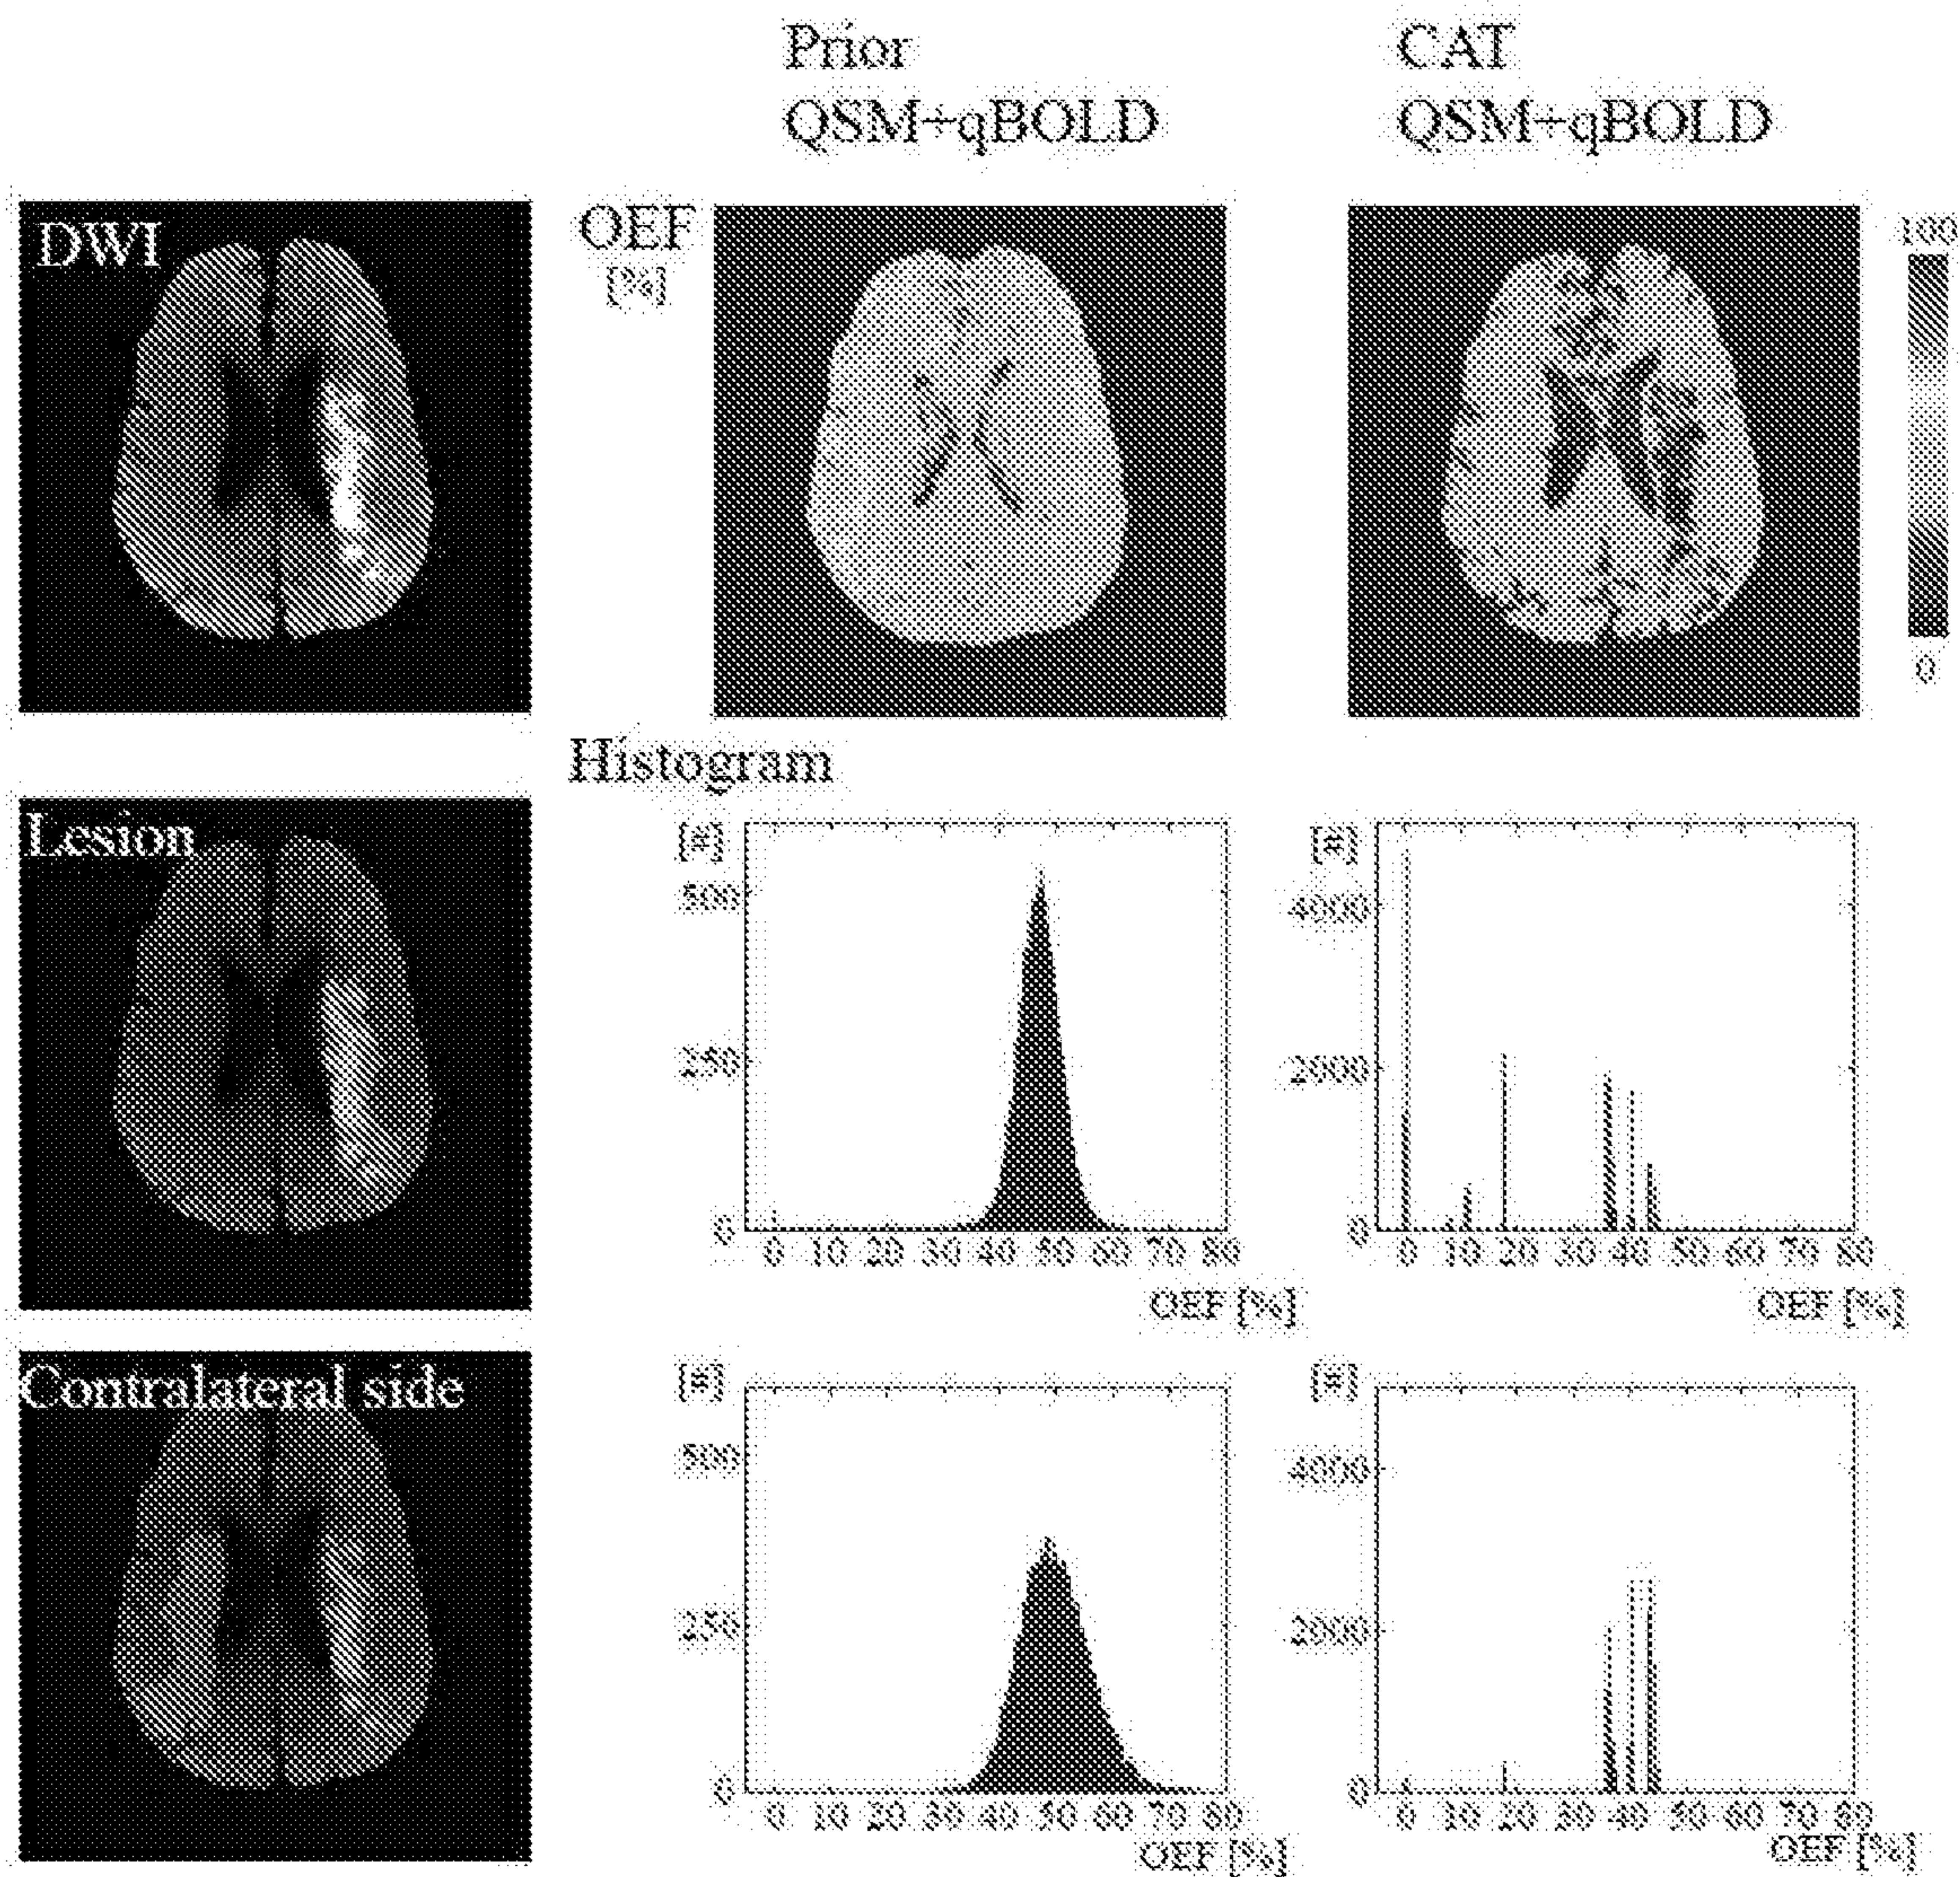 Prior
QSM+qBOLD
CAT
QSM+qBOLD
DWI
OEF
[%]
100
0
Histogram
Lesion
[#]
500
250
0
0 10 20 30 40 50 60 70 80
OEF [%]
[#]
4000
2000
0
0 10 20 30 40 50 60 70 80
OEF [%]
Contralateral side
[#]
500
250
0
0 10 20 30 40 50 60 70 80
OEF [%]
[#]
4000
2000
0
0 10 20 30 40 50 60 70 80
OEF [%]